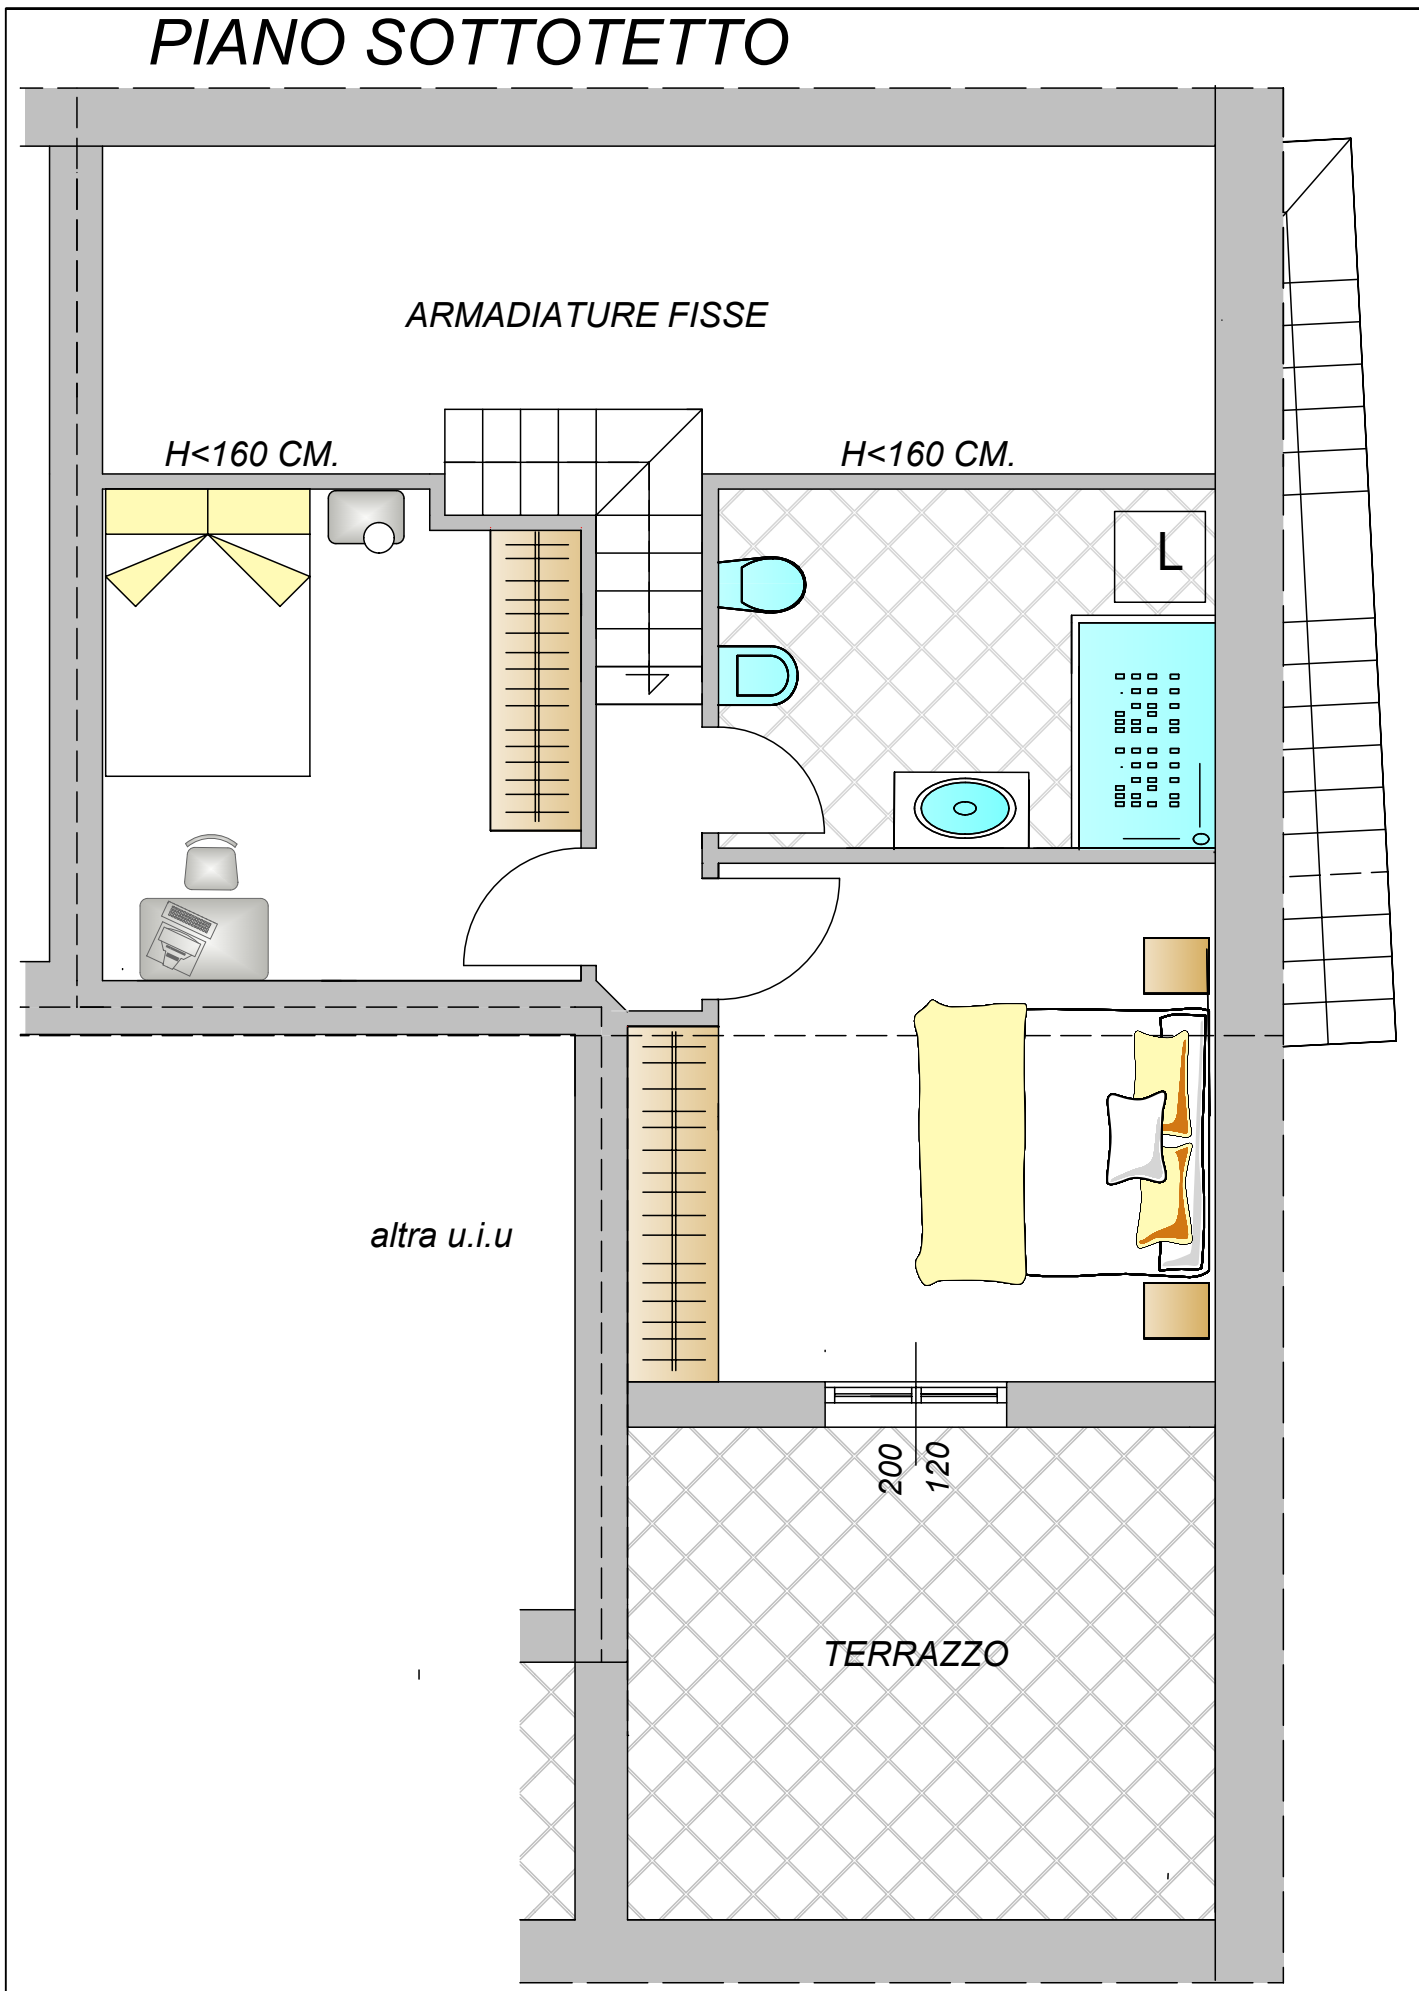 PIANO SOTTOTETTO
ARMADIATURE FISSE
H<160 CM.
H<160 CM.
L
altra u.i.u
200
120
TERRAZZO